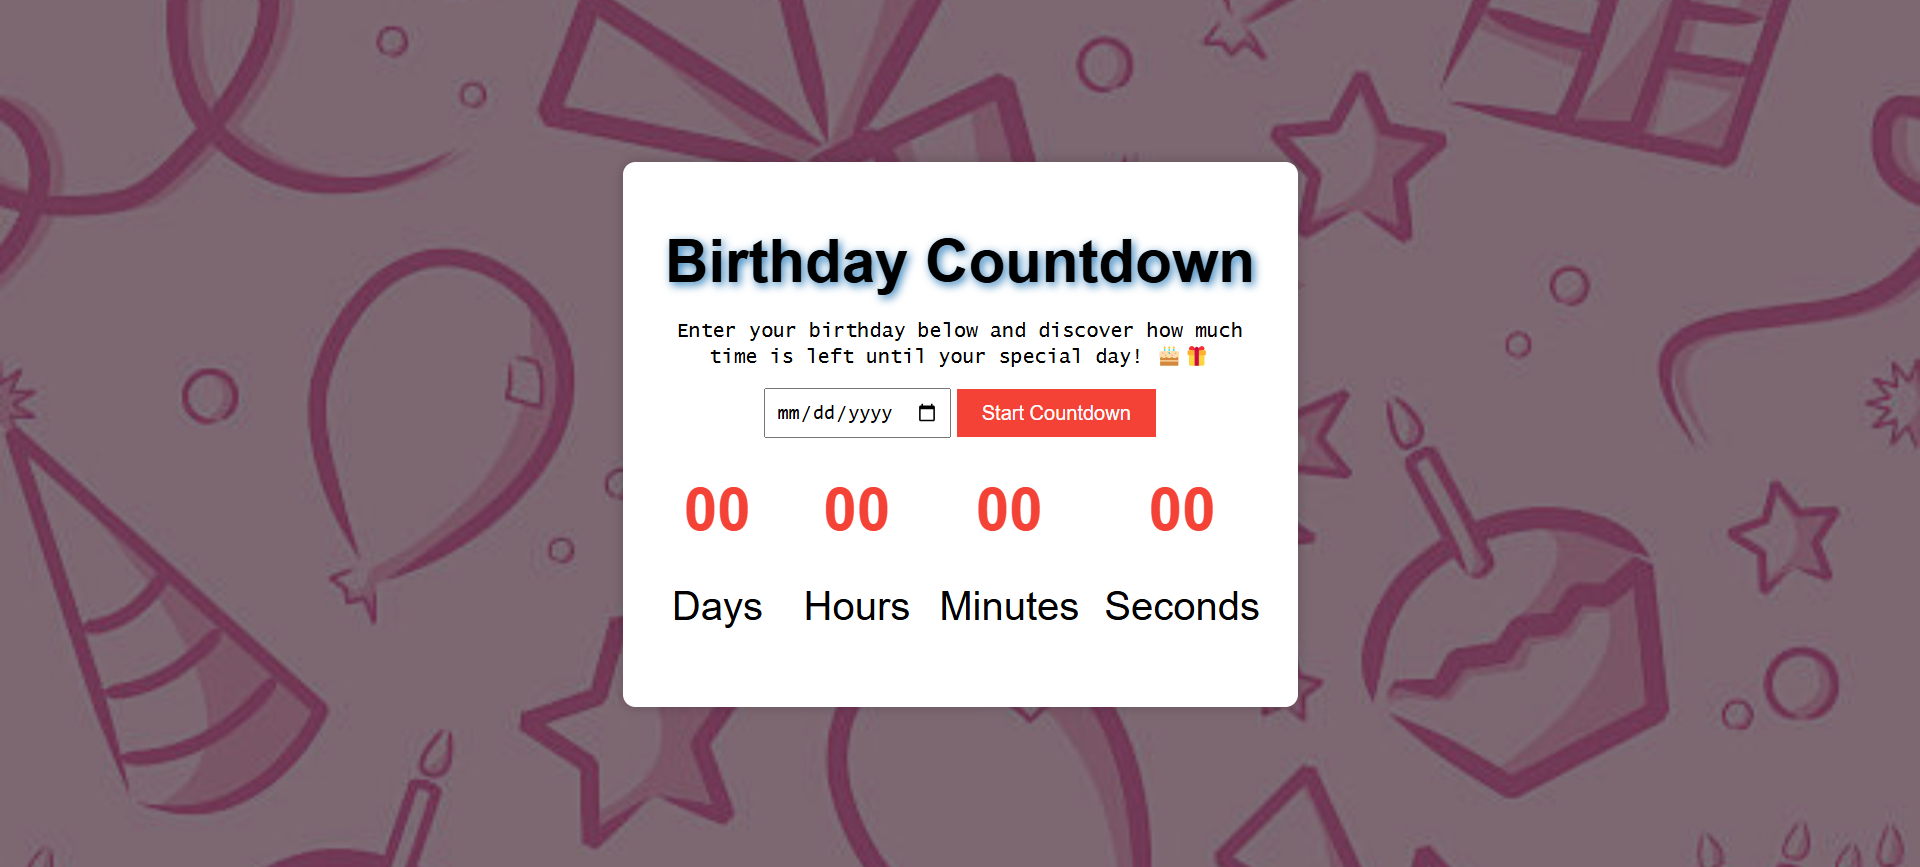 Birthday Countdown
Enter your birthday below and discover how much
time is left until your special day! 🎂🎁
mm/dd/yyyy Start Countdown
00 00 00 00
Days Hours Minutes Seconds